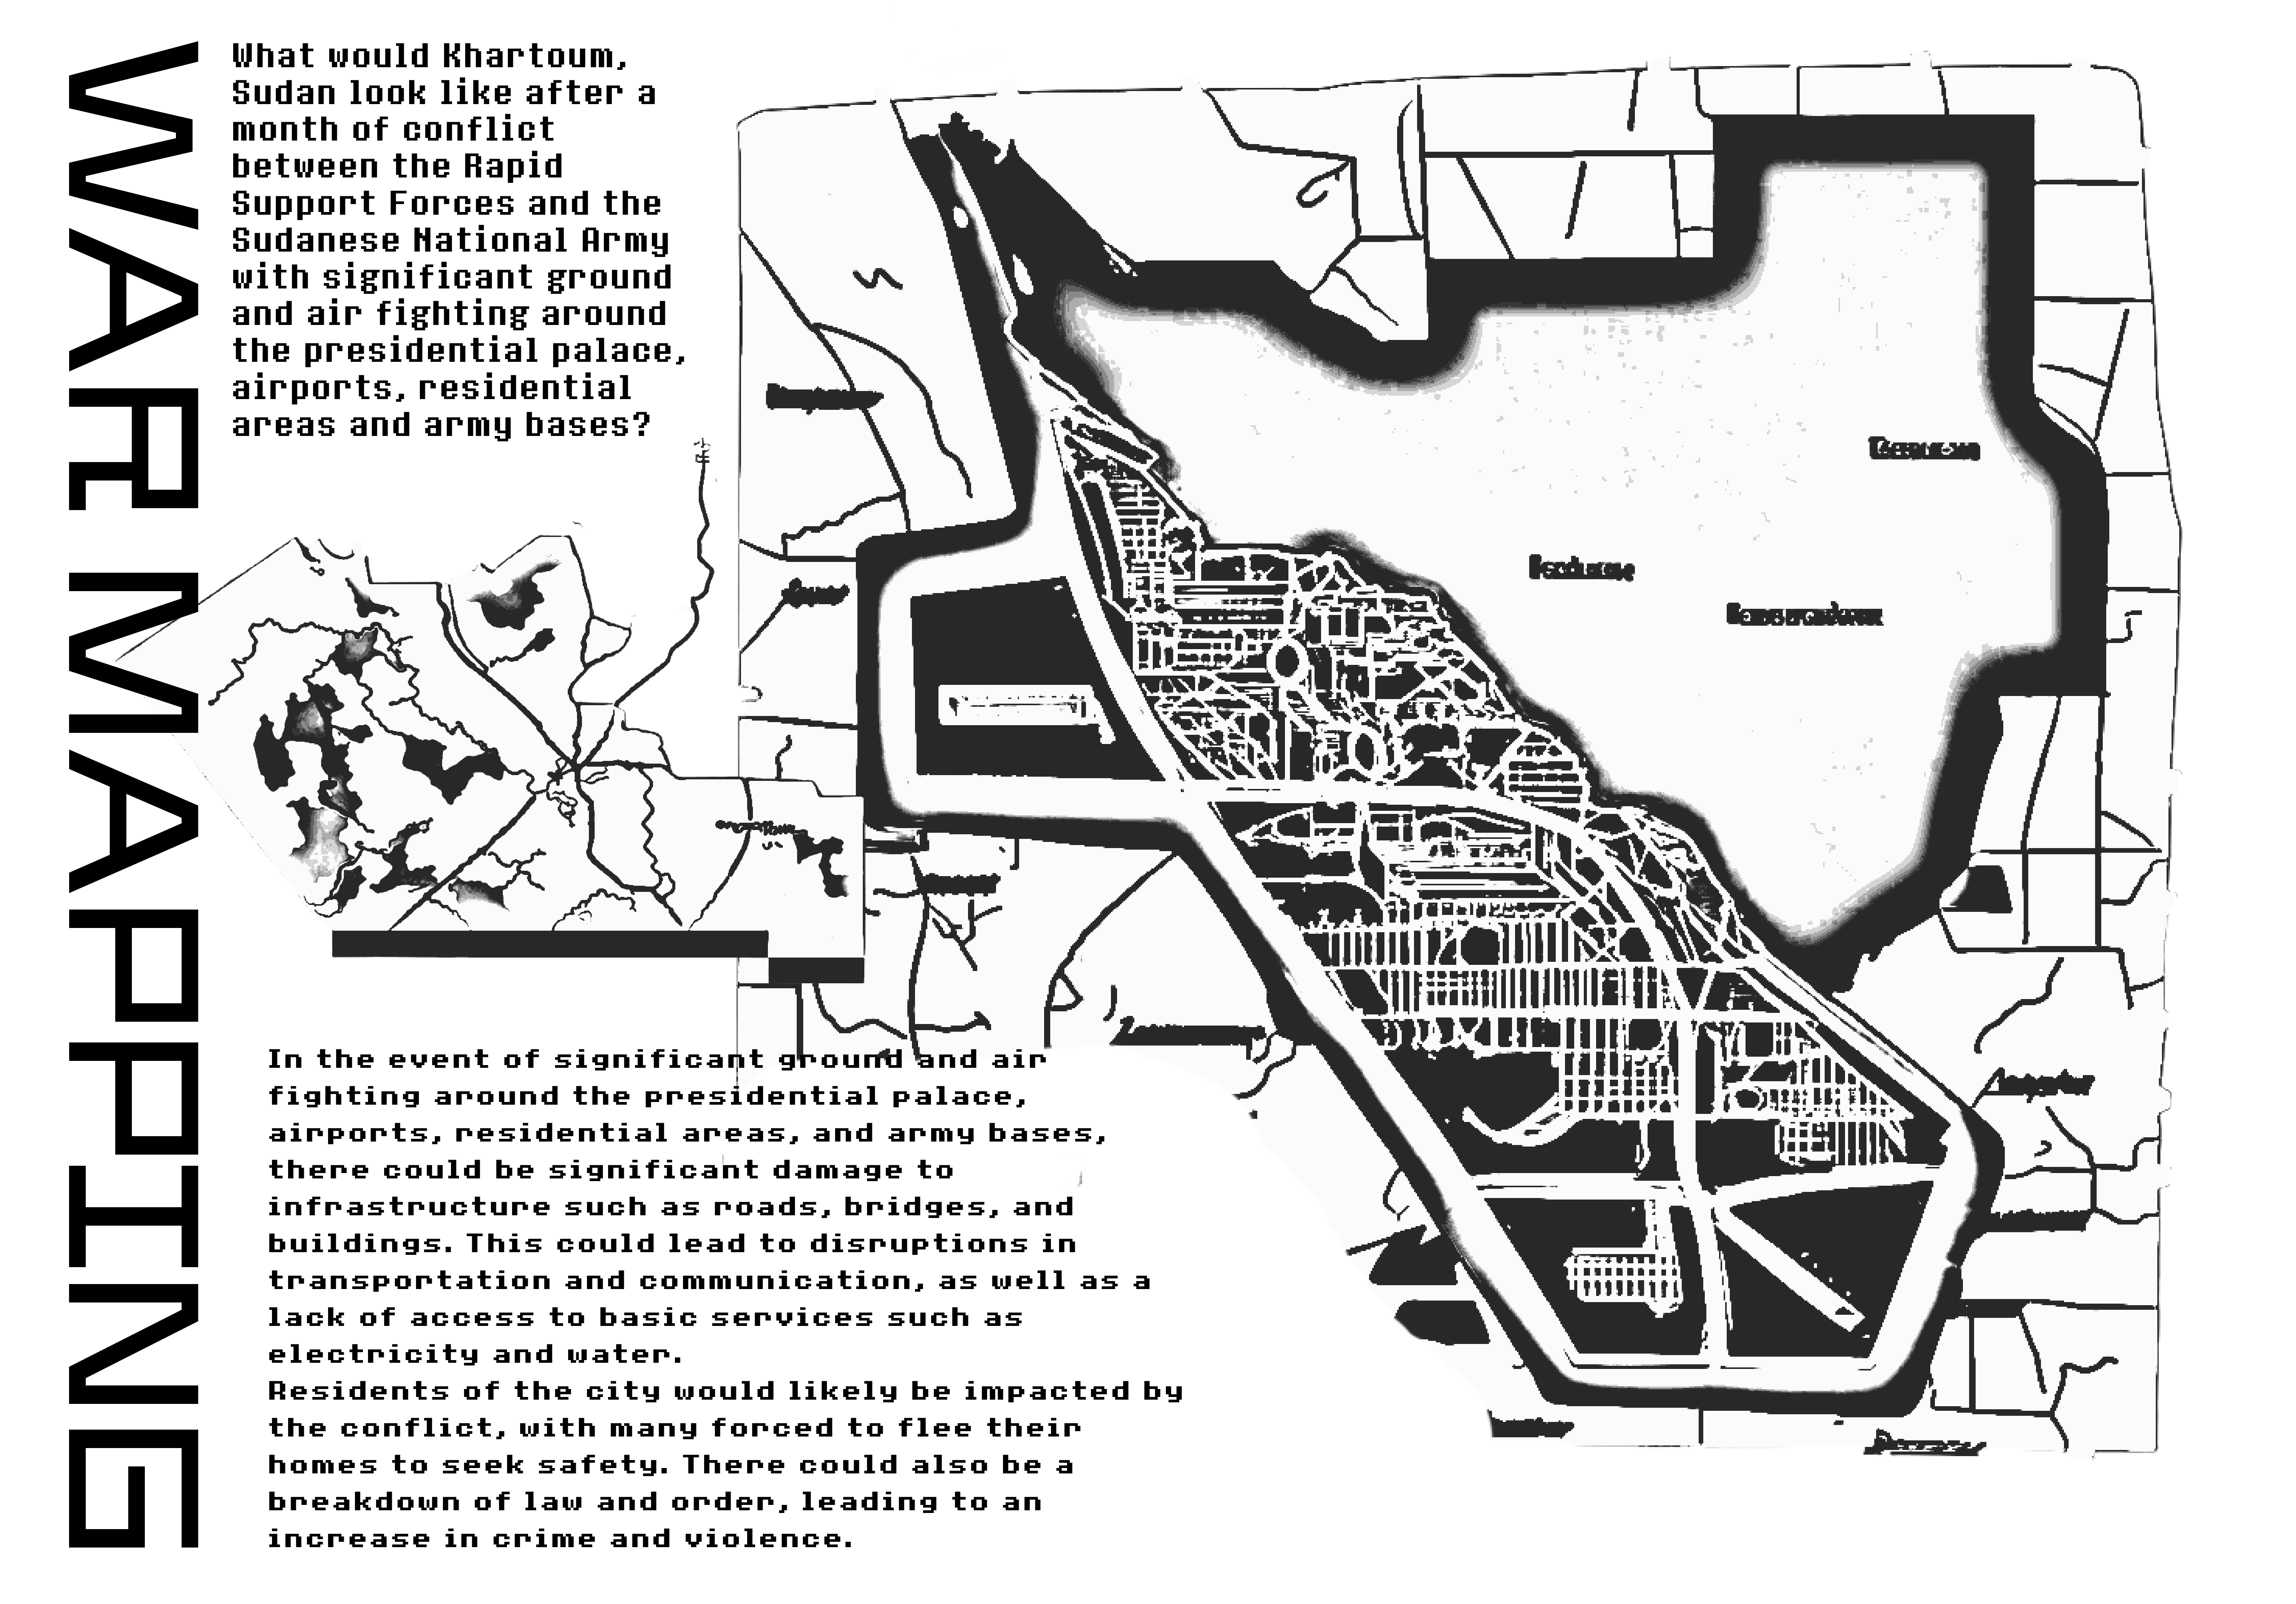 WAR MAPPING
What would Khartoum,
Sudan look like after a
month of conflict
between the Rapid
Support Forces and the
Sudanese National Army
with significant ground
and air fighting around
the presidential palace,
airports, residential
areas and army bases?
In the event of significant ground and air
fighting around the presidential palace,
airports, residential areas, and army bases,
there could be significant damage to
infrastructure such as roads, bridges, and
buildings. This could lead to disruptions in
transportation and communication, as well as a
lack of access to basic services such as
electricity and water.
Residents of the city would likely be impacted by
the conflict, with many forced to flee their
homes to seek safety. There could also be a
breakdown of law and order, leading to an
increase in crime and violence.